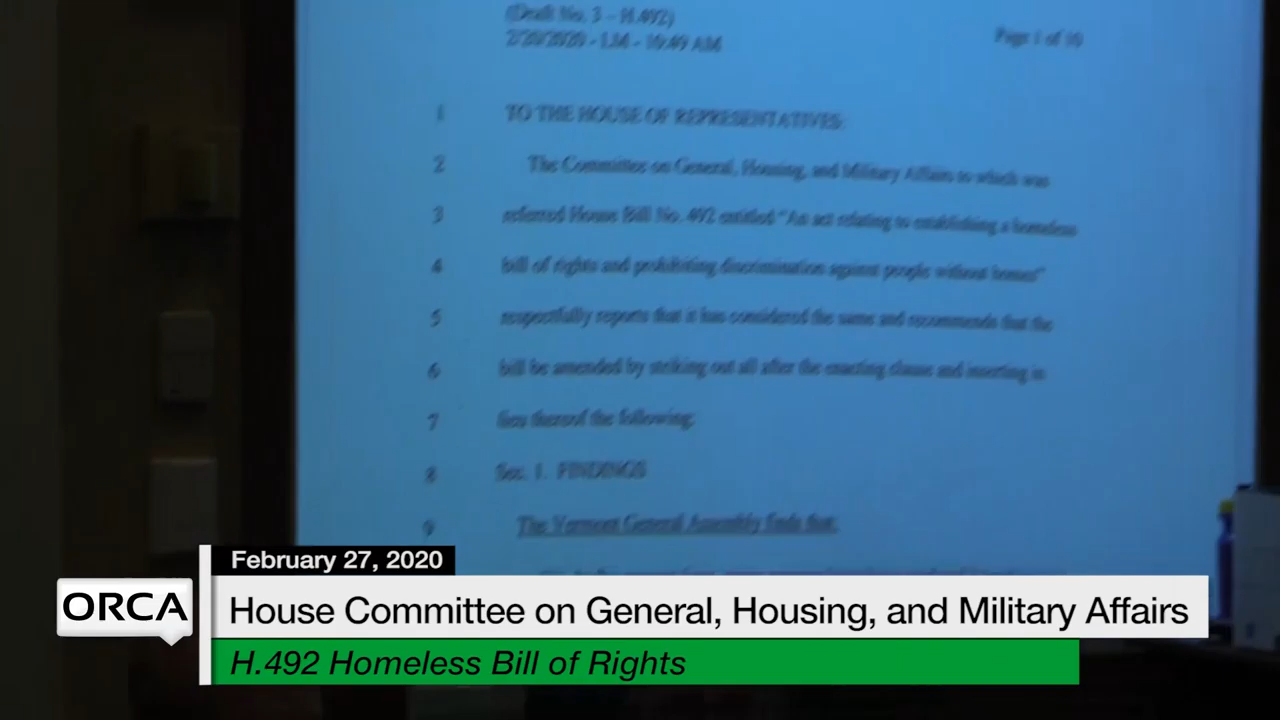 (Draft No. 3 – H.492)
2/20/2020 - LM - 10:49 AM
Page 1 of 10
1 TO THE HOUSE OF REPRESENTATIVES:
2 The Committee on General, Housing, and Military Affairs to which was
3 referred House Bill No. 492 entitled “An act relating to establishing a homeless
4 bill of rights and prohibiting discrimination against people without homes”
5 respectfully reports that it has considered the same and recommends that the
6 bill be amended by striking out all after the enacting clause and inserting in
7 lieu thereof the following:
8 Sec. 1. FINDINGS
9 The Vermont General Assembly finds that:
February 27, 2020
ORCA
House Committee on General, Housing, and Military Affairs
H.492 Homeless Bill of Rights